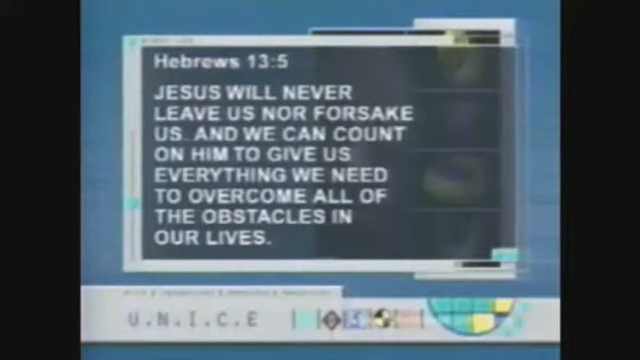 Hebrews 13:5
JESUS WILL NEVER
LEAVE US NOR FORSAKE
US. AND WE CAN COUNT
ON HIM TO GIVE US
EVERYTHING WE NEED
TO OVERCOME ALL OF
THE OBSTACLES IN
OUR LIVES.
U.N.I.C.E